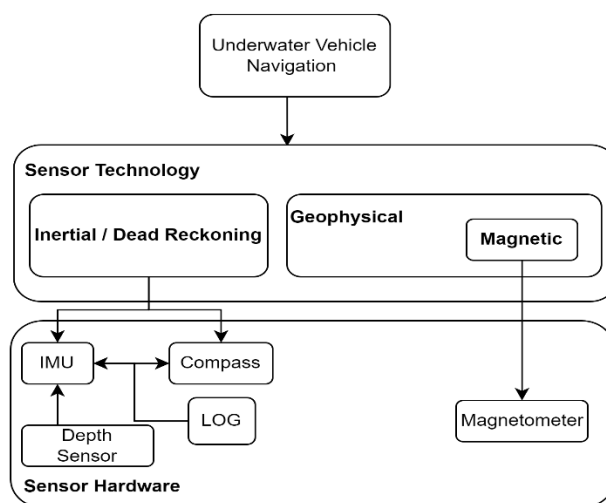 Underwater Vehicle
Navigation
Sensor Technology
Inertial / Dead Reckoning
Geophysical
Magnetic
IMU
Compass
LOG
Magnetometer
Depth
Sensor
Sensor Hardware